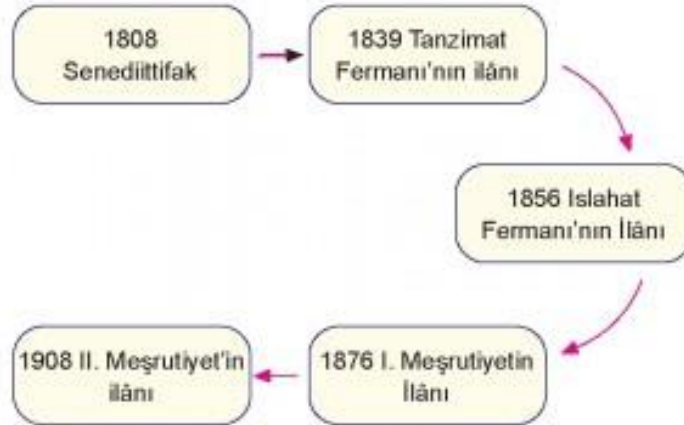 1808
Senediittifak
1839 Tanzimat
Fermanı'nın ilânı
1856 Islahat
Fermanı'nın İlânı
1876 I. Meşrutiyetin
İlânı
1908 II. Meşrutiyet'in
ilânı